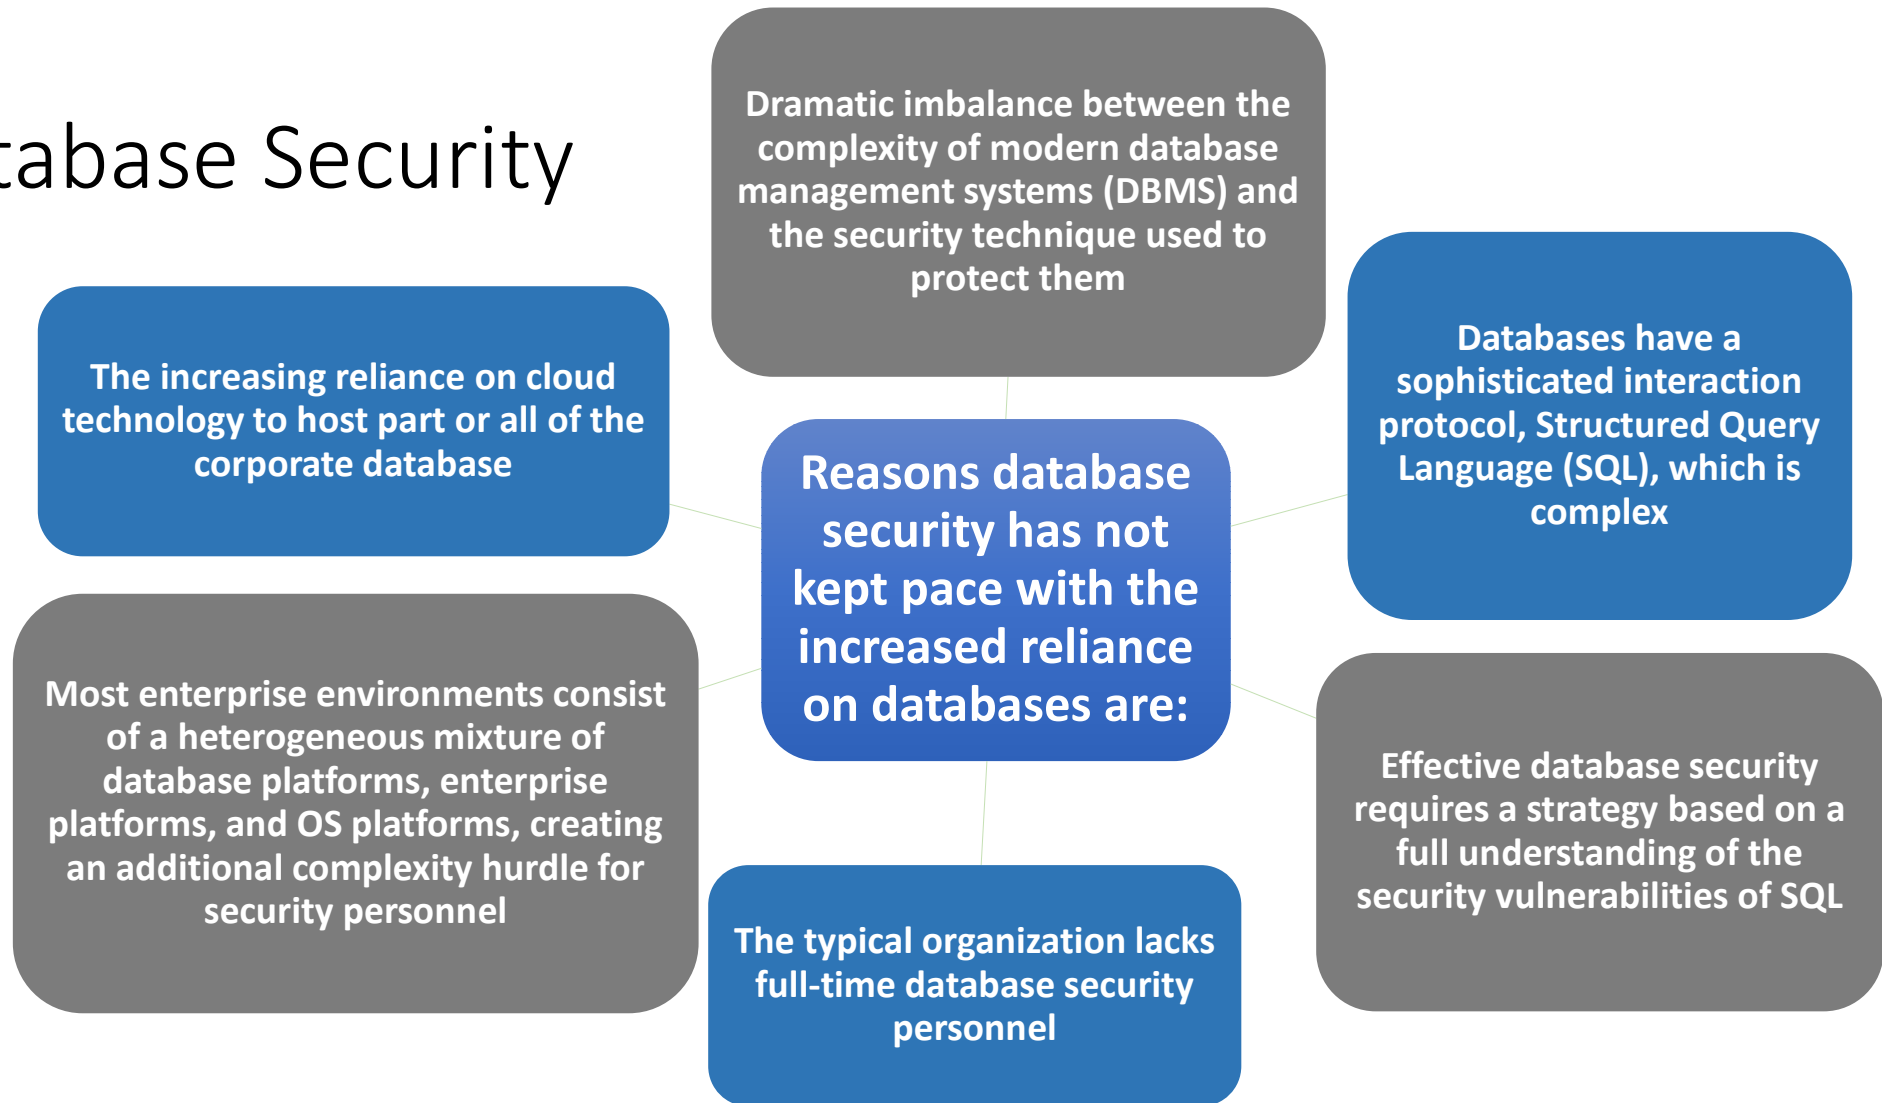 tabase Security
Dramatic imbalance between the
complexity of modern database
management systems (DBMS) and
the security technique used to
protect them
Databases have a
sophisticated interaction
protocol, Structured Query
Language (SQL), which is
complex
Effective database security
requires a strategy based on a
full understanding of the
security vulnerabilities of SQL
The typical organization lacks
full-time database security
personnel
Most enterprise environments consist
of a heterogeneous mixture of
database platforms, enterprise
platforms, and OS platforms, creating
an additional complexity hurdle for
security personnel
The increasing reliance on cloud
technology to host part or all of the
corporate database
Reasons database
security has not
kept pace with the
increased reliance
on databases are: